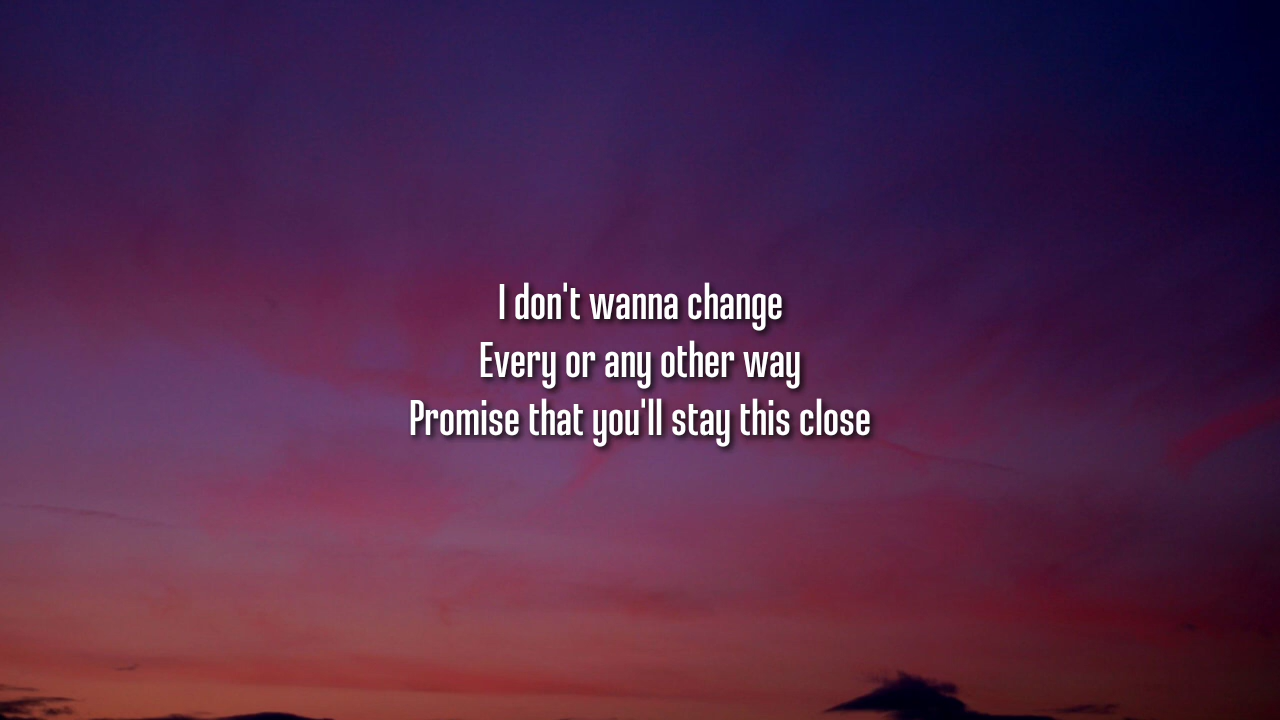 I don't wanna change
Every or any other way
Promise that you'll stay this close